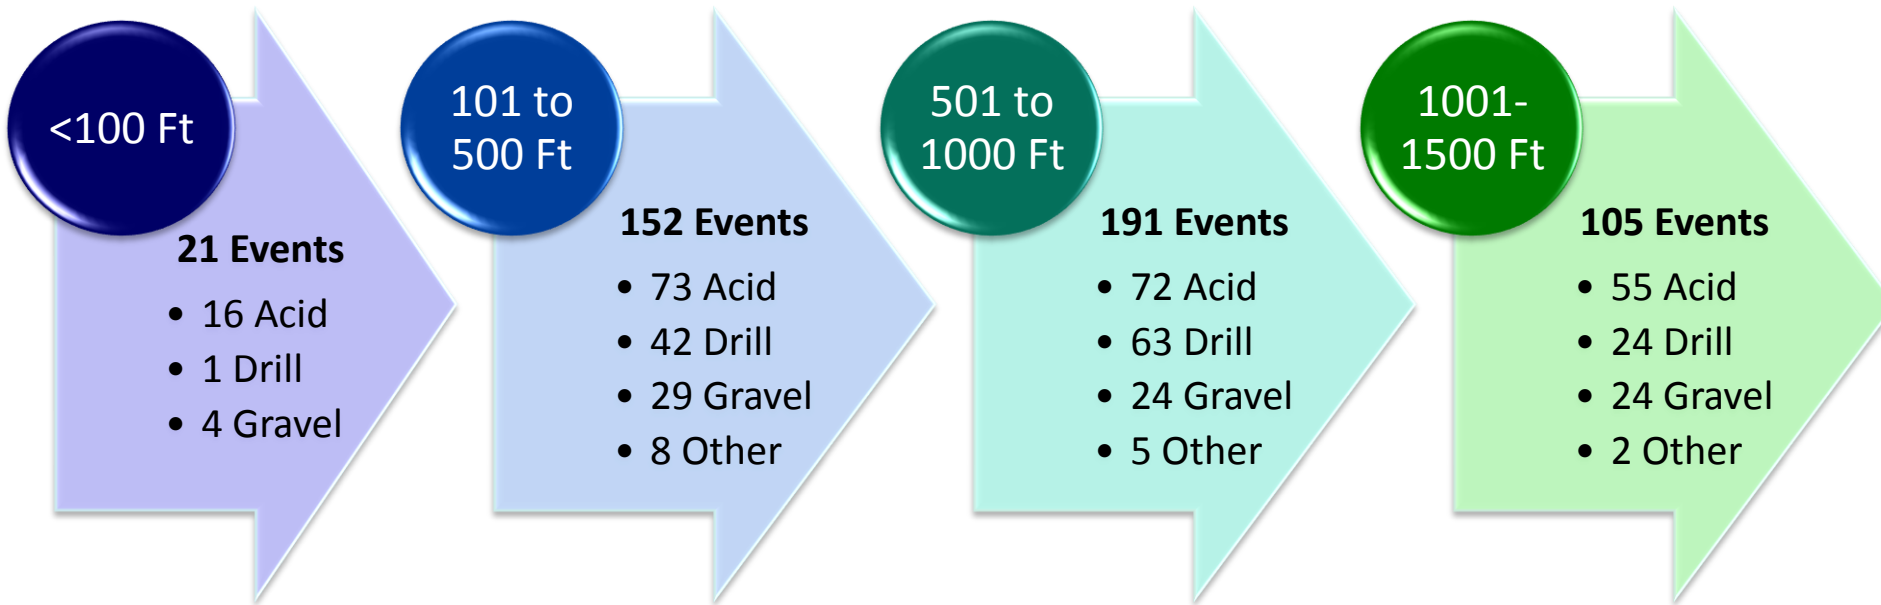 <100 Ft
21 Events
• 16 Acid
• 1 Drill
• 4 Gravel
101 to
500 Ft
152 Events
• 73 Acid
• 42 Drill
• 29 Gravel
• 8 Other
501 to
1000 Ft
191 Events
• 72 Acid
• 63 Drill
• 24 Gravel
• 5 Other
1001-
1500 Ft
105 Events
• 55 Acid
• 24 Drill
• 24 Gravel
• 2 Other